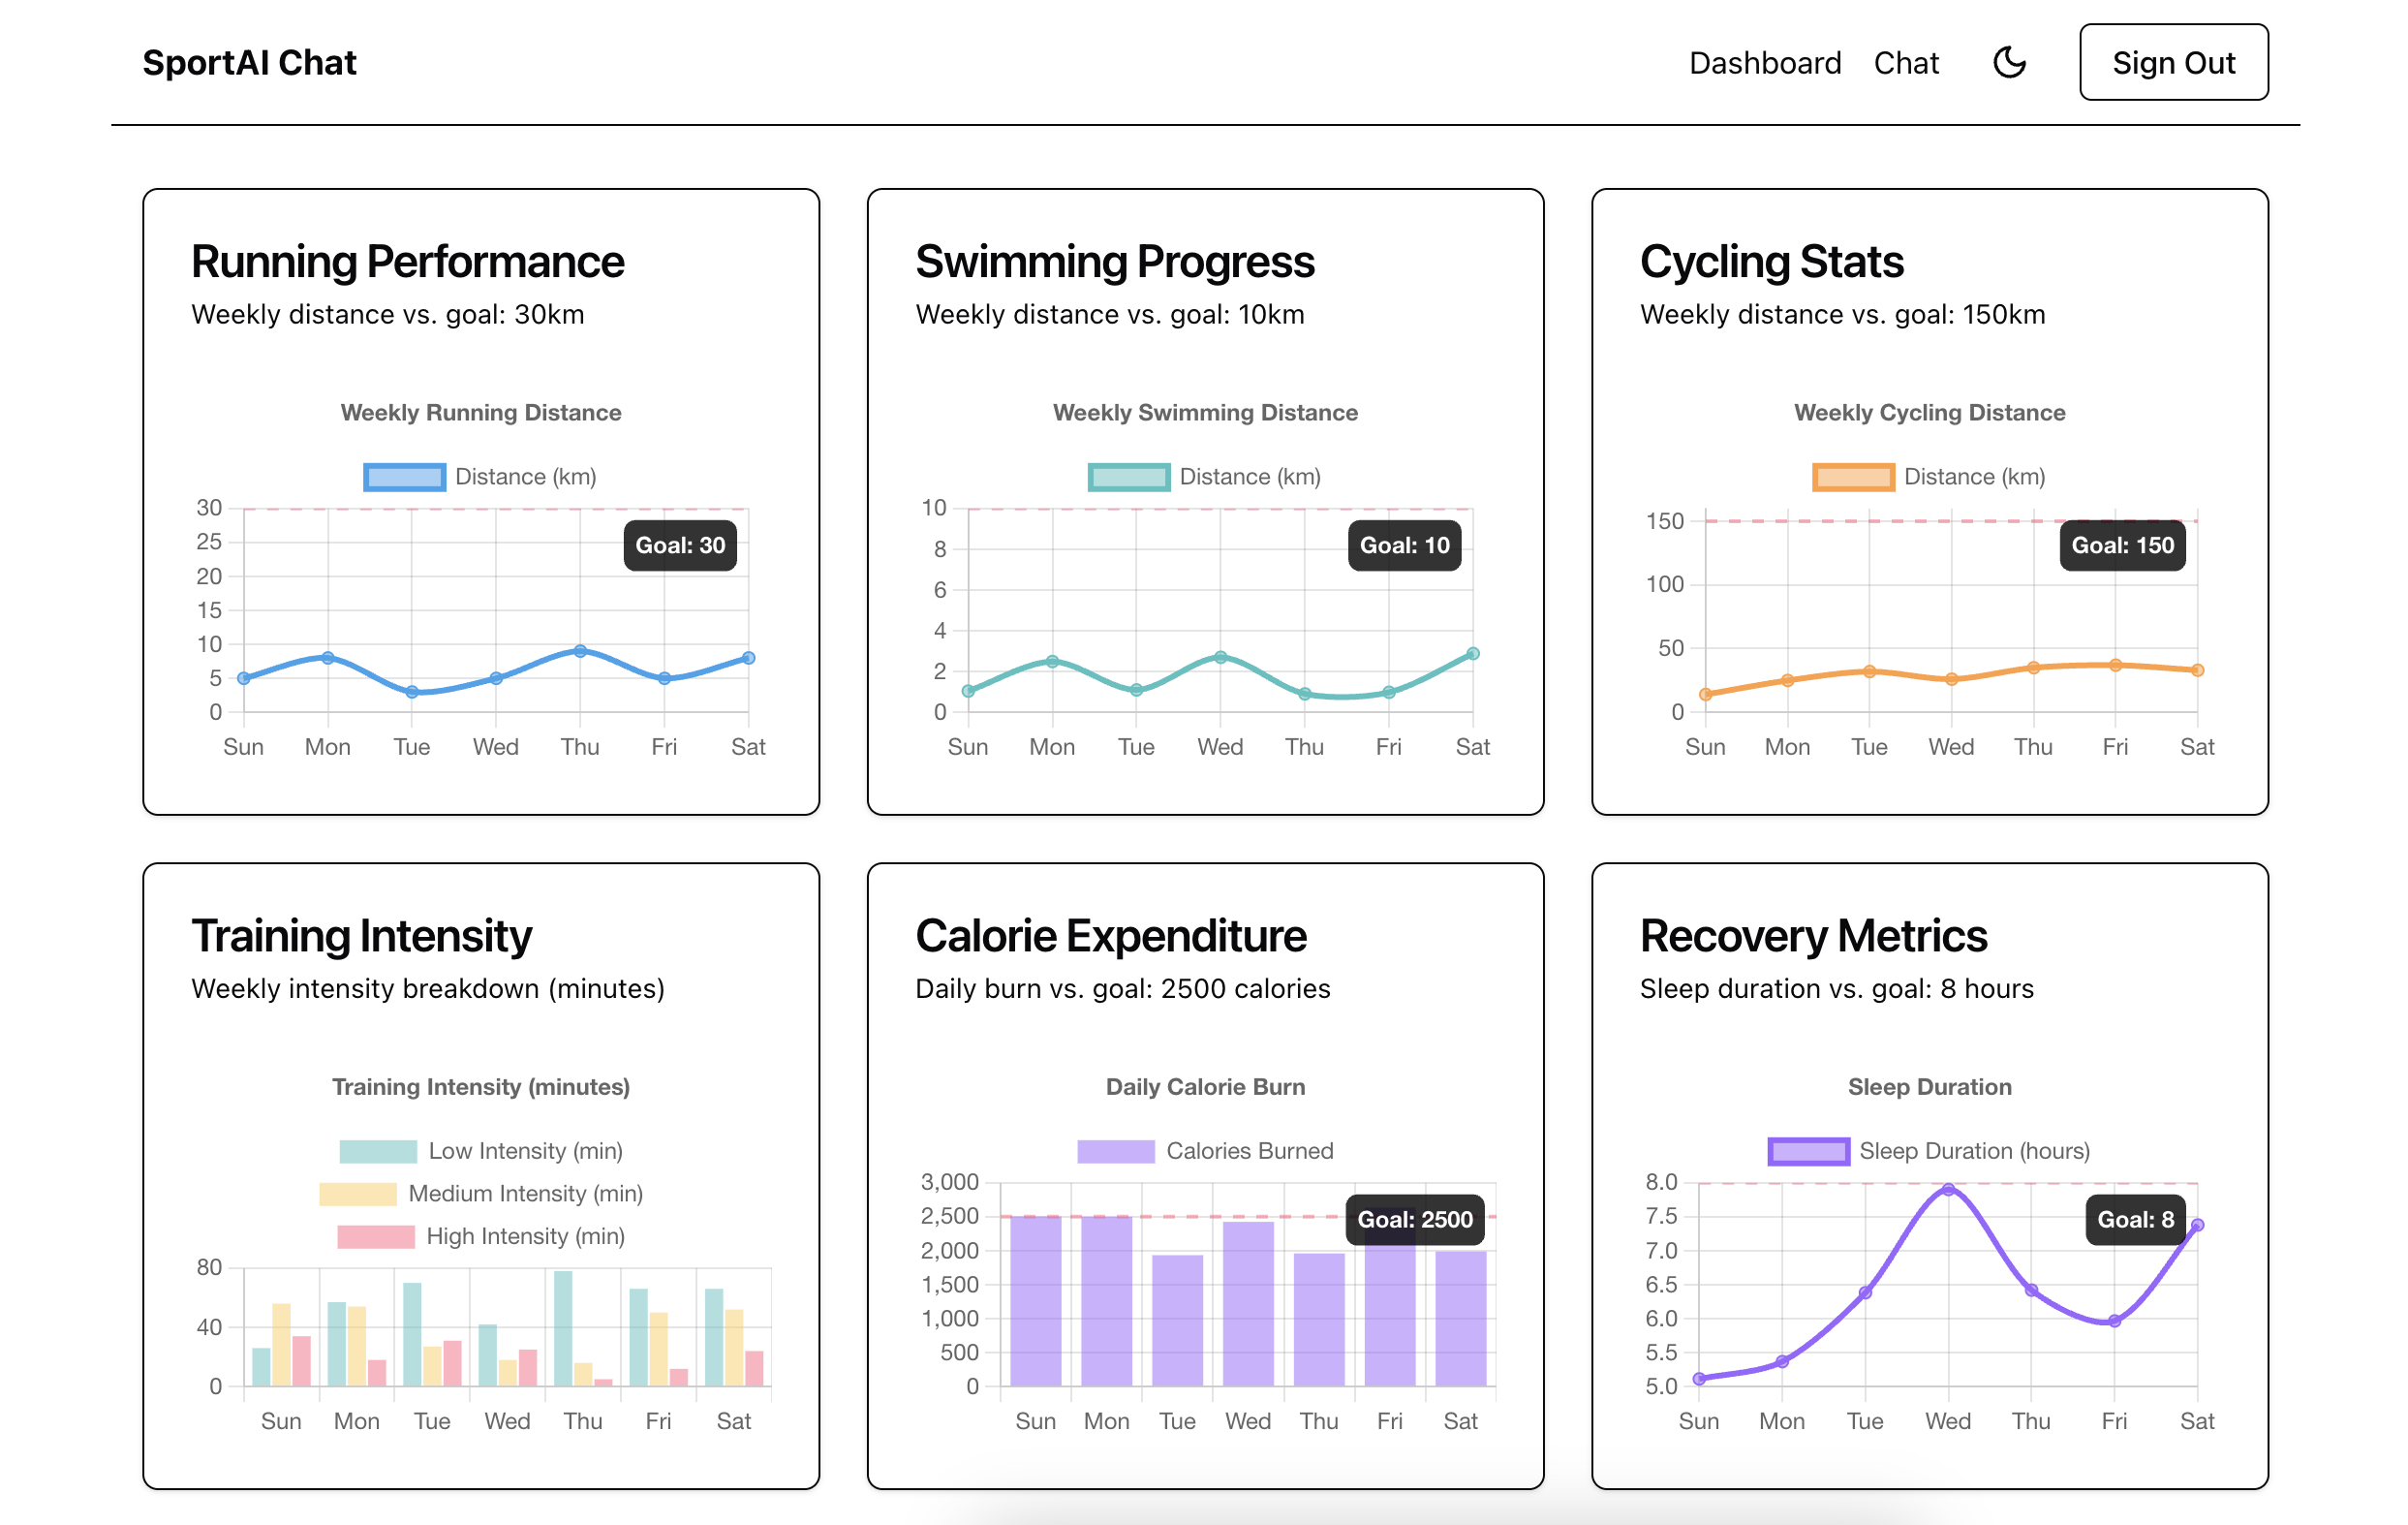 SportAI Chat
Dashboard
Chat
Sign Out
Running Performance
Weekly distance vs. goal: 30km
Weekly Running Distance
Distance (km)
30
25
20
15
10
5
0
Goal: 30
Sun Mon Tue Wed Thu Fri Sat
Swimming Progress
Weekly distance vs. goal: 10km
Weekly Swimming Distance
Distance (km)
10
8
6
4
2
0
Goal: 10
Sun Mon Tue Wed Thu Fri Sat
Cycling Stats
Weekly distance vs. goal: 150km
Weekly Cycling Distance
Distance (km)
150
100
50
0
Goal: 150
Sun Mon Tue Wed Thu Fri Sat
Training Intensity
Weekly intensity breakdown (minutes)
Training Intensity (minutes)
Low Intensity (min)
Medium Intensity (min)
High Intensity (min)
80
40
0
Sun Mon Tue Wed Thu Fri Sat
Calorie Expenditure
Daily burn vs. goal: 2500 calories
Daily Calorie Burn
Calories Burned
3,000
2,500
2,000
1,500
1,000
500
0
Goal: 2500
Sun Mon Tue Wed Thu Fri Sat
Recovery Metrics
Sleep duration vs. goal: 8 hours
Sleep Duration
Sleep Duration (hours)
8.0
7.5
7.0
6.5
6.0
5.5
5.0
Goal: 8
Sun Mon Tue Wed Thu Fri Sat